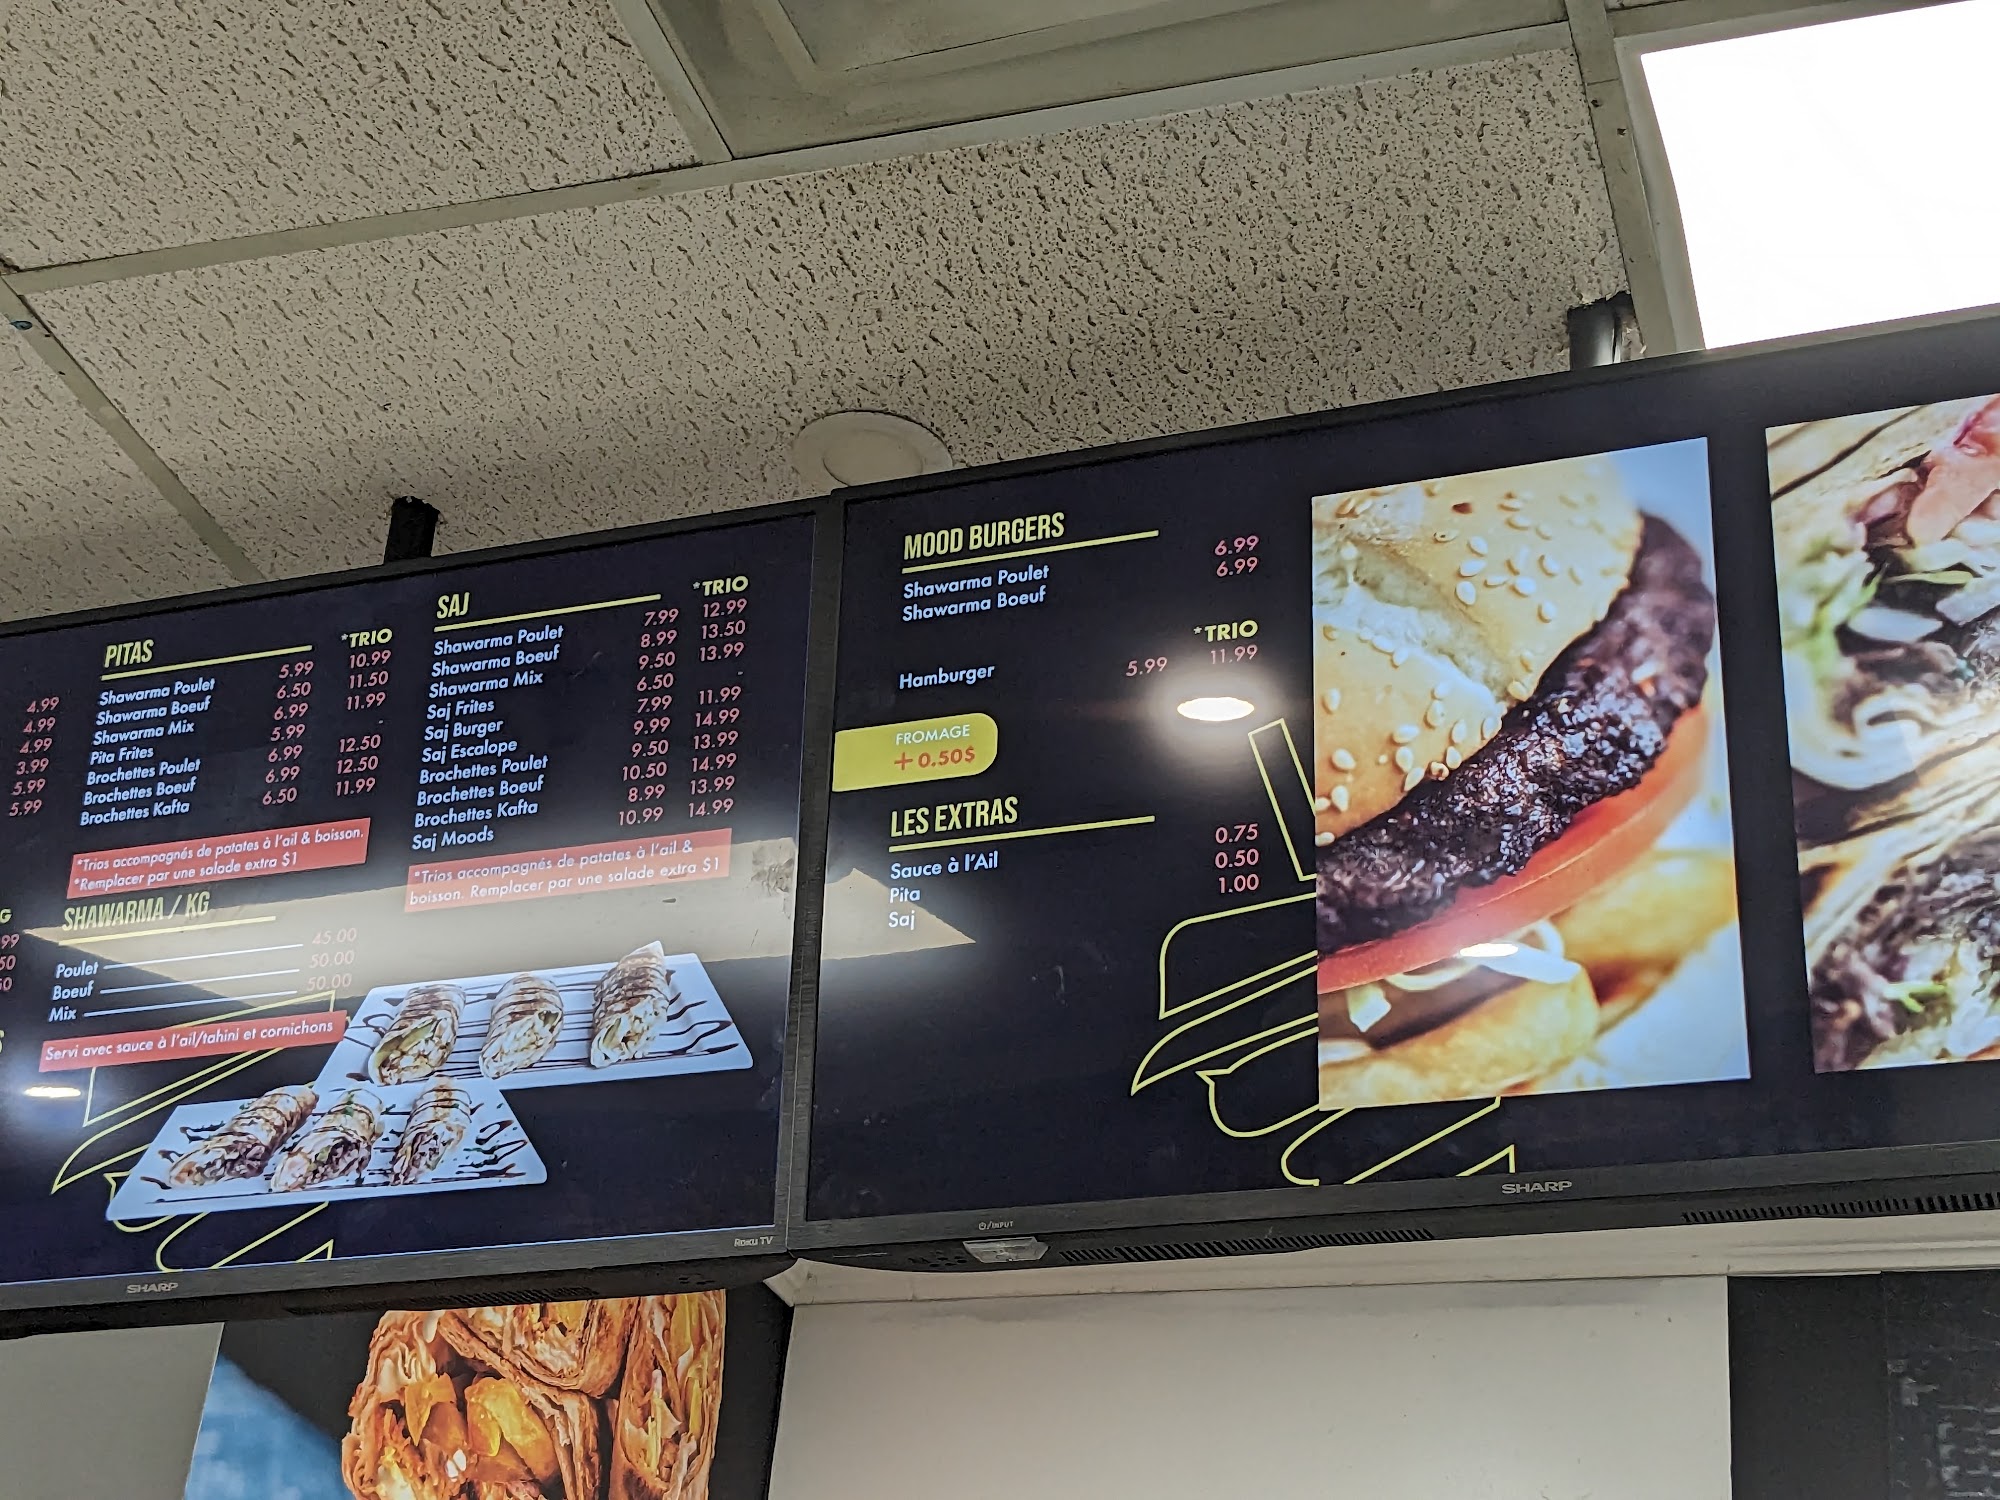 4.99
4.99
4.99
3.99
5.99
5.99
G
99
50
50
S
PITAS *TRIO
Shawarma Poulet 5.99 10.99
Shawarma Boeuf 6.50 11.50
Shawarma Mix 6.99 11.99
Pita Frites 5.99 -
Brochettes Poulet 6.99 12.50
Brochettes Boeuf 6.99 12.50
Brochettes Kafta 6.50 11.99
*Trios accompagnés de patates à l'ail & boisson.
*Remplacer par une salade extra $1
SHAWARMA / KG
Poulet 45.00
Boeuf 50.00
Mix 50.00
Servi avec sauce à l'ail/tahini et cornichons
SAJ *TRIO
Shawarma Poulet 7.99 12.99
Shawarma Boeuf 8.99 13.50
Shawarma Mix 9.50 13.99
Saj Frites 6.50 -
Saj Burger 7.99 11.99
Saj Escalope 9.99 14.99
Brochettes Poulet 9.50 13.99
Brochettes Boeuf 10.50 14.99
Brochettes Kafta 8.99 13.99
Saj Moods 10.99 14.99
*Trios accompagnés de patates à l'ail &
boisson. Remplacer par une salade extra $1
SHARP
Roku TV
MOOD BURGERS
Shawarma Poulet 6.99
Shawarma Boeuf 6.99
*TRIO
Hamburger 5.99 11.99
FROMAGE
+ 0.50$
LES EXTRAS
Sauce à l'Ail 0.75
Pita 0.50
Saj 1.00
/INPUT
SHARP